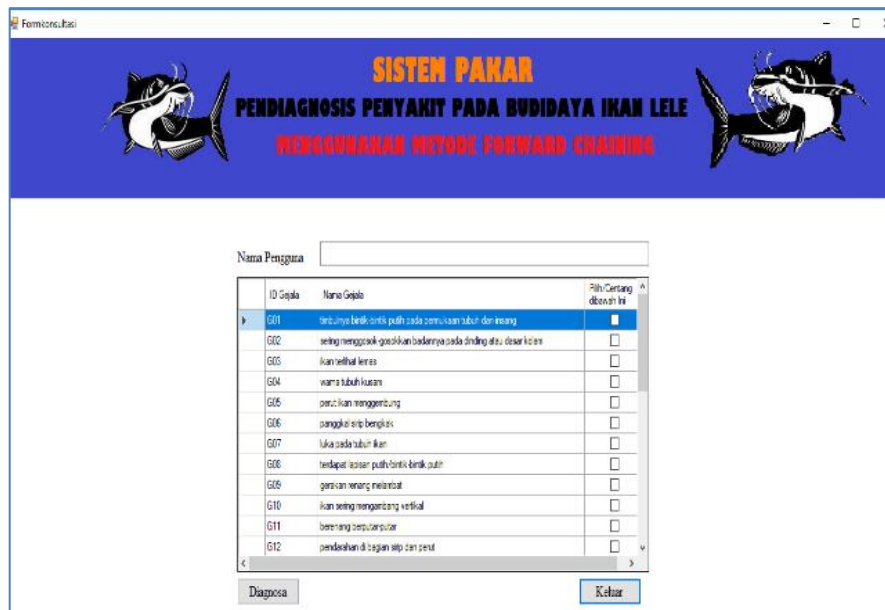 Formkonsultasi
SISTEM PAKAR
PENDIAGNOSIS PENYAKIT PADA BUDIDAYA IKAN LELE
MENGGUNAKAN METODE FORWARD CHAINING
Nama Pengguna
ID Gejala Nama Gejala Pilih/Centang dibawah Ini
G01 timbulnya bintik-bintik putih pada permukaan tubuh dan insang
G02 sering menggosok-gosokkan badannya pada dinding atau dasar kolam
G03 ikan terlihat lemas
G04 warna tubuh kusam
G05 perut ikan menggembung
G06 panggkal sirip bengkak
G07 luka pada tubuh ikan
G08 terdapat lapisan putih/bintik-bintik putih
G09 gerakan renang melambat
G10 ikan sering mengambang vertikal
G11 berenang berputar-putar
G12 pendarahan di bagian sirip dan perut
Diagnosa Keluar